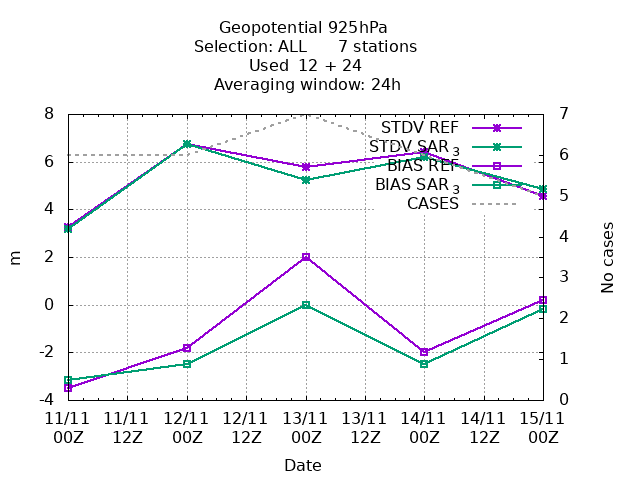 Geopotential 925hPa
Selection: ALL 7 stations
Used 12 + 24
Averaging window: 24h
8 7
STDV REF
STDV SAR 3
BIAS REF
BIAS SAR 3
CASES
6 6
5
4 4
2 3
0 2
-2 1
-4 0
m
No cases
11/11 11/11 12/11 12/11 13/11 13/11 14/11 14/11 15/11
00Z 12Z 00Z 12Z 00Z 12Z 00Z 12Z 00Z
Date